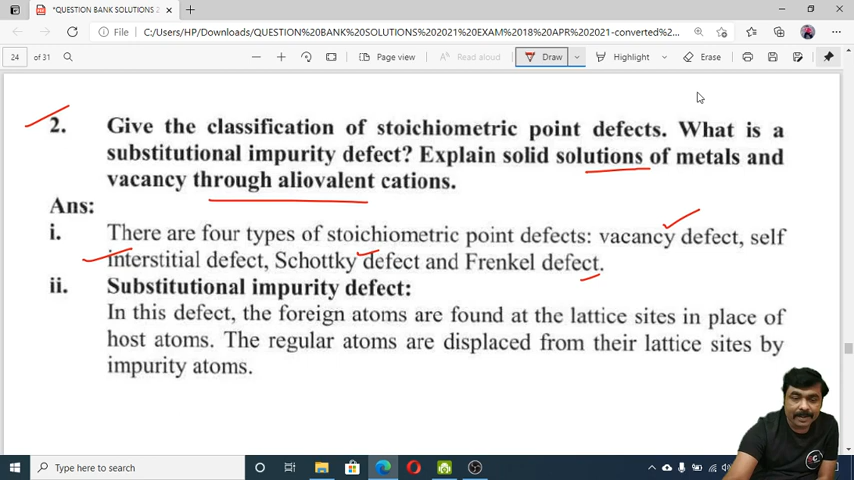 *QUESTION BANK SOLUTIONS 2
C:/Users/HP/Downloads/QUESTION%20BANK%20SOLUTIONS%202021%20EXAM%2018%20APR%202021-converted%2...
24 of 31
Page view
Read aloud
Draw
Highlight
Erase
2. Give the classification of stoichiometric point defects. What is a
substitutional impurity defect? Explain solid solutions of metals and
vacancy through aliovalent cations.
Ans:
i. There are four types of stoichiometric point defects: vacancy defect, self
interstitial defect, Schottky defect and Frenkel defect.
ii. Substitutional impurity defect:
In this defect, the foreign atoms are found at the lattice sites in place of
host atoms. The regular atoms are displaced from their lattice sites by
impurity atoms.
Type here to search